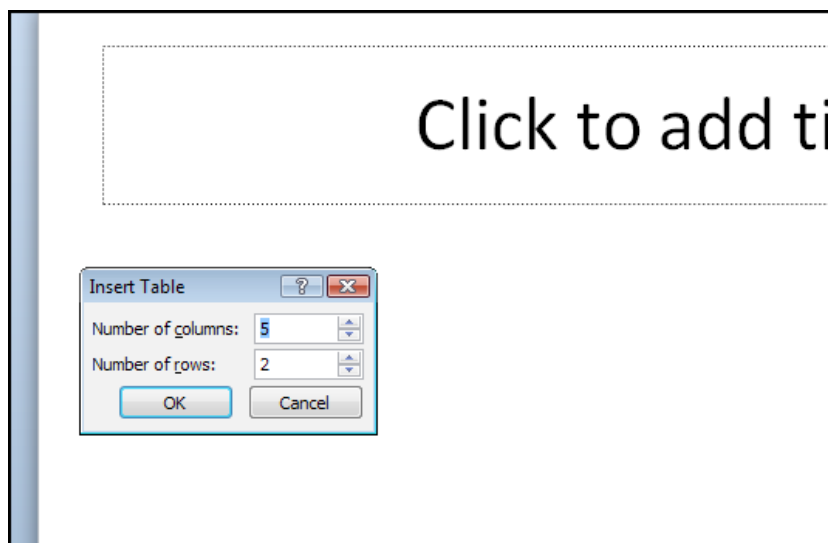 Click to add ti
Insert Table
Number of columns: 5
Number of rows: 2
OK Cancel